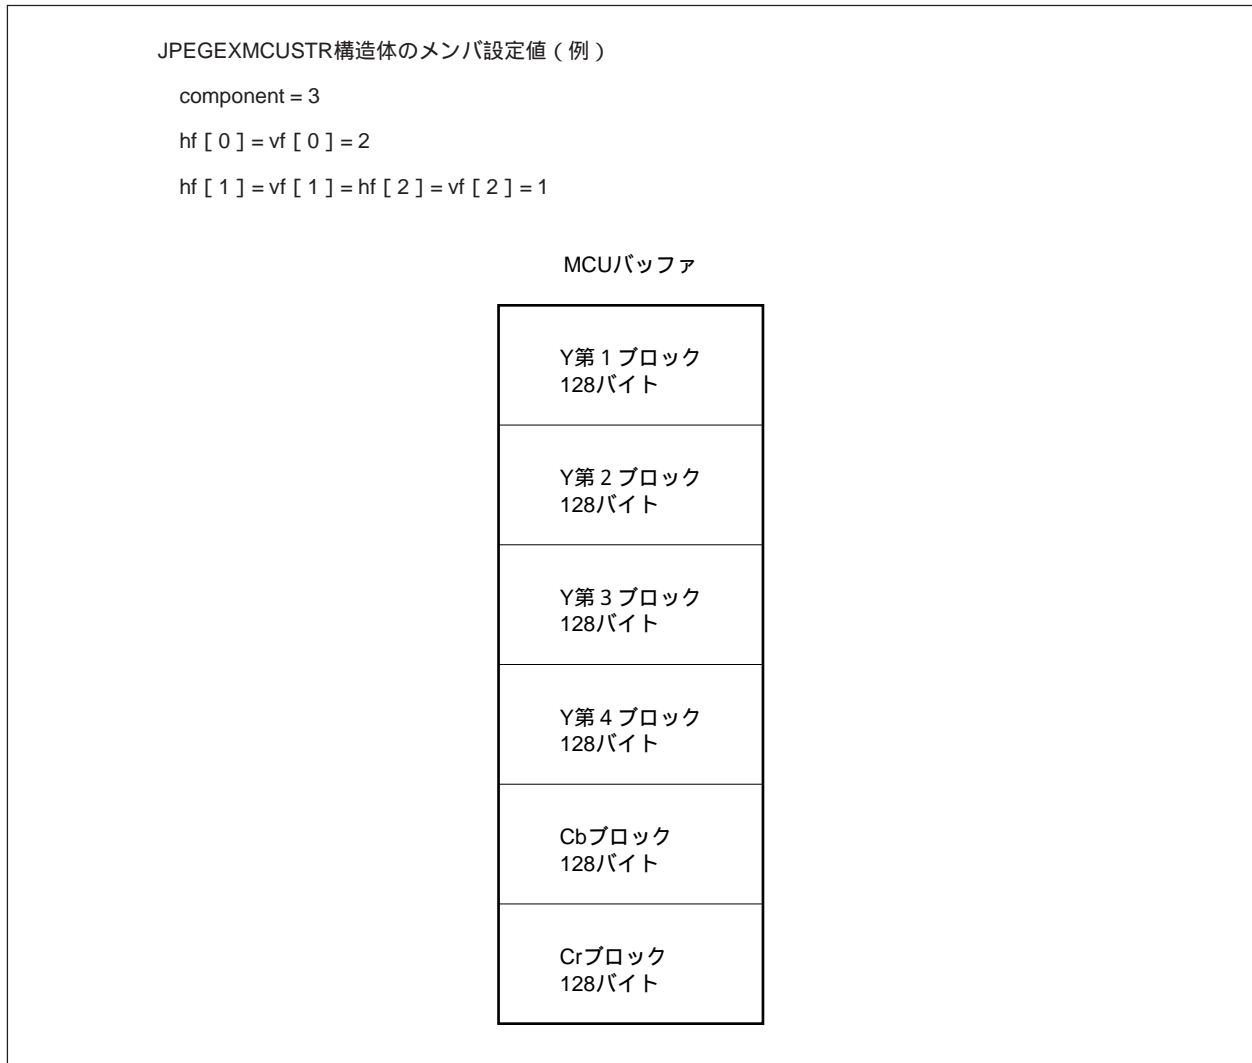 JPEGEXMCUSTR構造体のメンバ設定値（例）
component = 3
hf［0］= vf［0］= 2
hf［1］= vf［1］= hf［2］= vf［2］= 1
MCUバッファ
Y第１ブロック
128バイト
Y第２ブロック
128バイト
Y第３ブロック
128バイト
Y第４ブロック
128バイト
Cbブロック
128バイト
Crブロック
128バイト